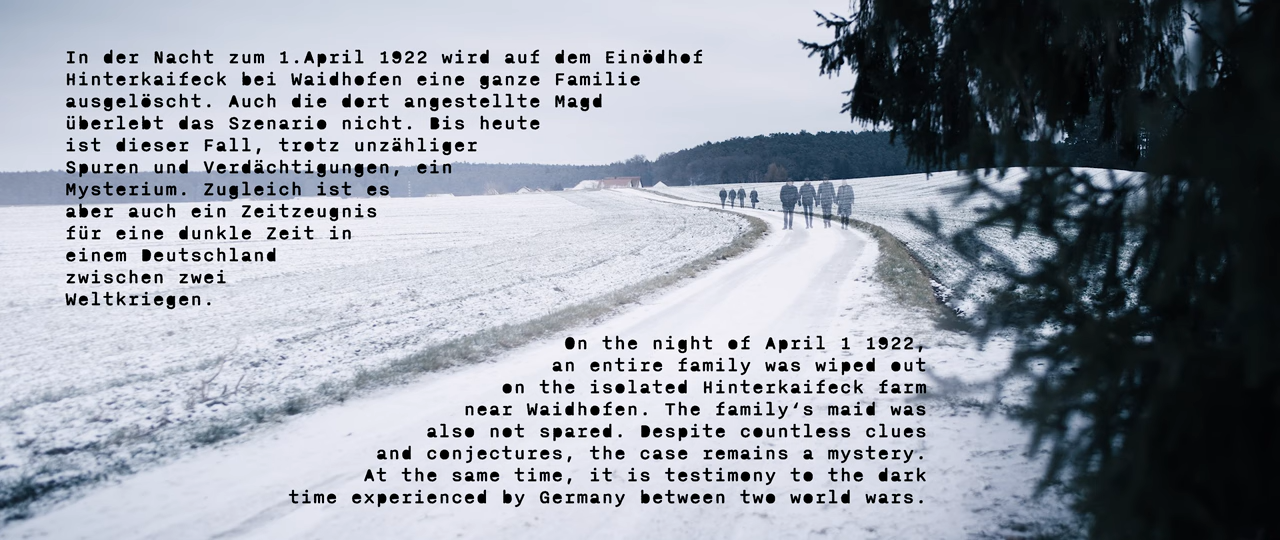 In der Nacht zum 1.April 1922 wird auf dem Einödhof
Hinterkaifeck bei Waidhofen eine ganze Familie
ausgelöscht. Auch die dort angestellte Magd
überlebt das Szenario nicht. Bis heute
ist dieser Fall, trotz unzähliger
Spuren und Verdächtigungen, ein
Mysterium. Zugleich ist es
aber auch ein Zeitzeugnis
für eine dunkle Zeit in
einem Deutschland
zwischen zwei
Weltkriegen.
On the night of April 1 1922,
an entire family was wiped out
on the isolated Hinterkaifeck farm
near Waidhofen. The family‘s maid was
also not spared. Despite countless clues
and conjectures, the case remains a mystery.
At the same time, it is testimony to the dark
time experienced by Germany between two world wars.